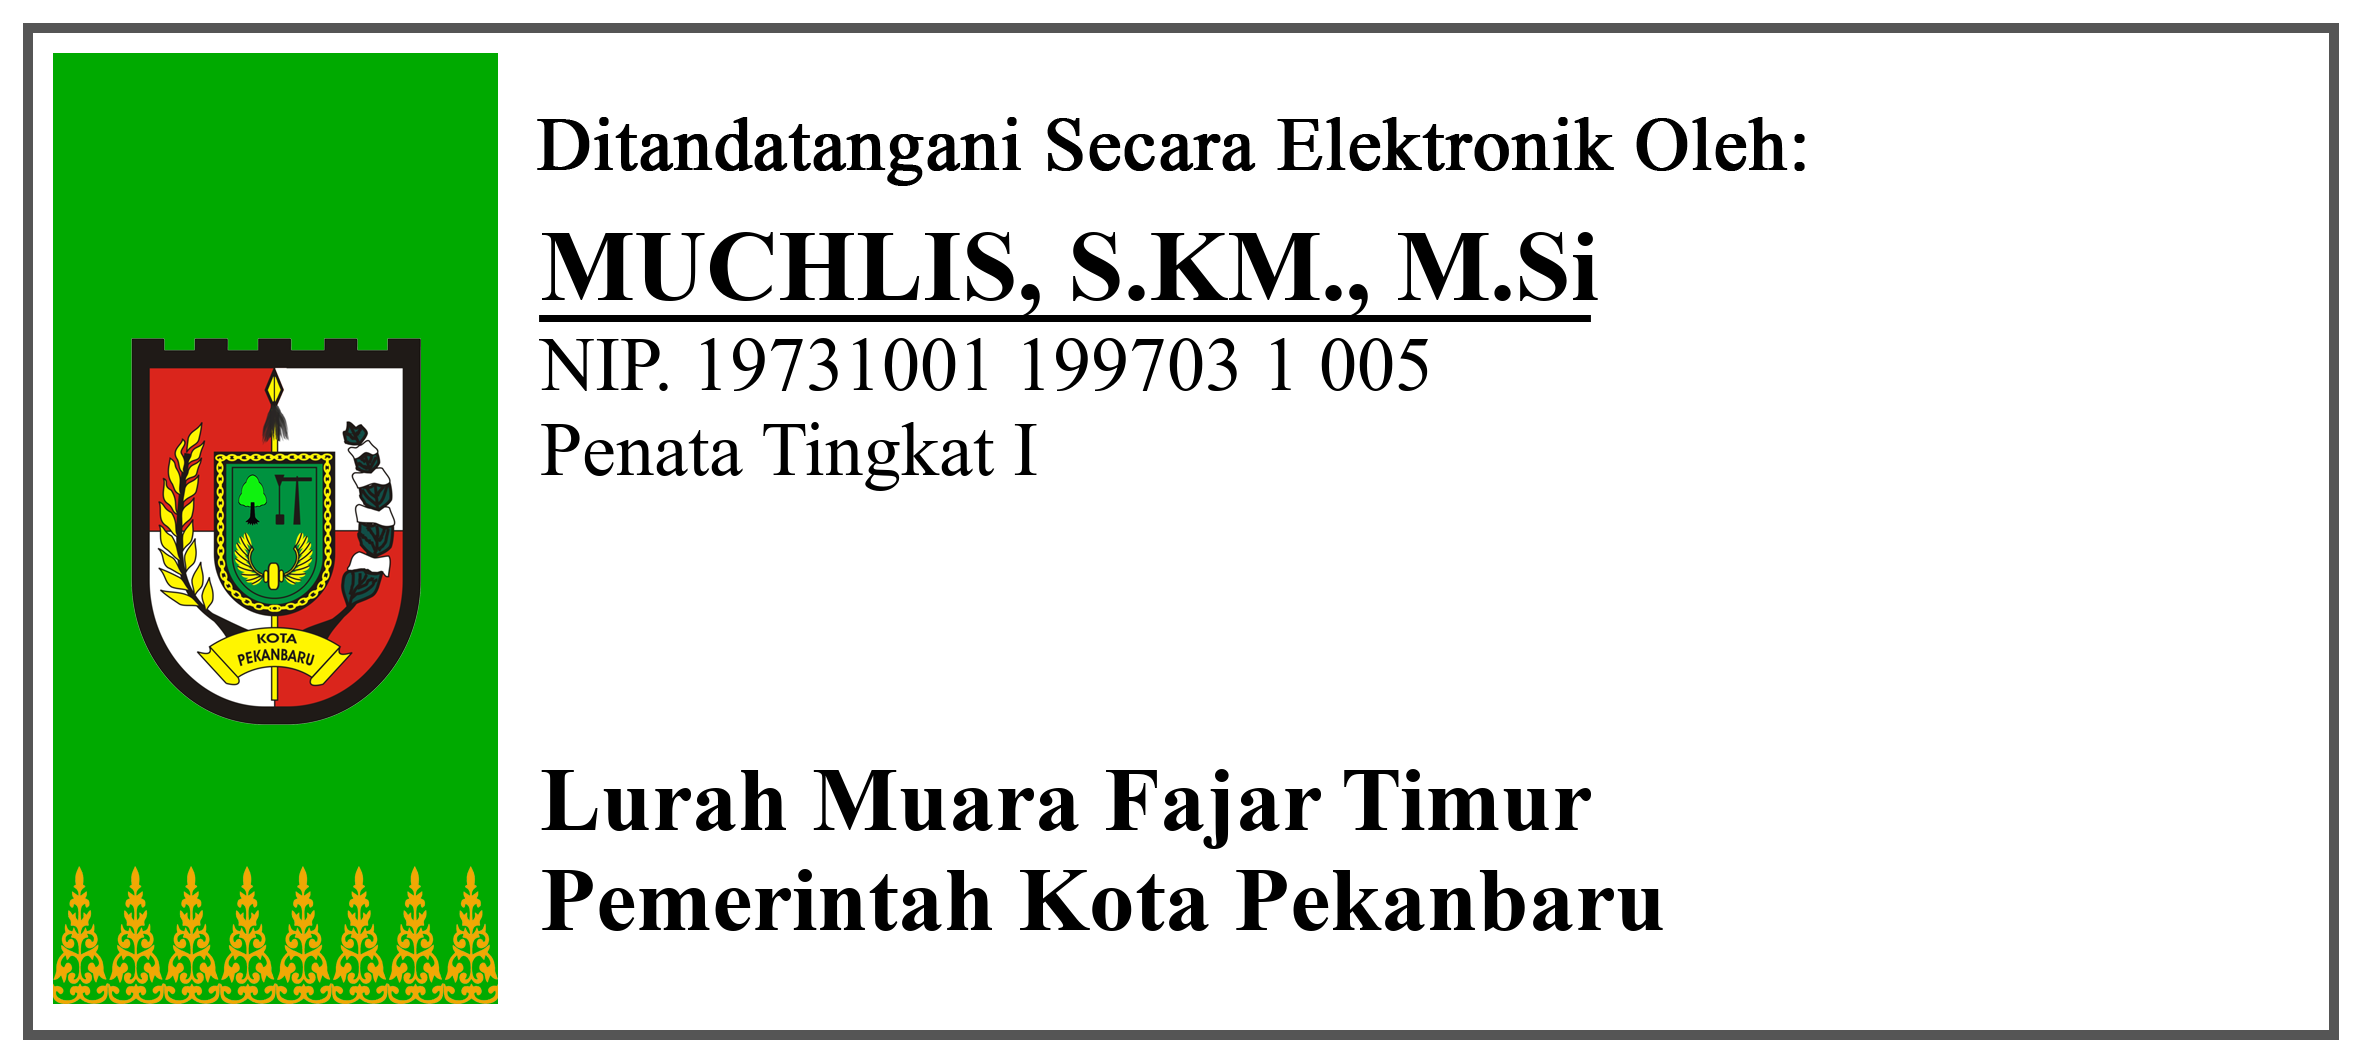 Ditandatangani Secara Elektronik Oleh:
MUCHLIS, S.KM., M.Si
NIP. 19731001 199703 1 005
Penata Tingkat I
KOTA
PEKANBARU
Lurah Muara Fajar Timur
Pemerintah Kota Pekanbaru